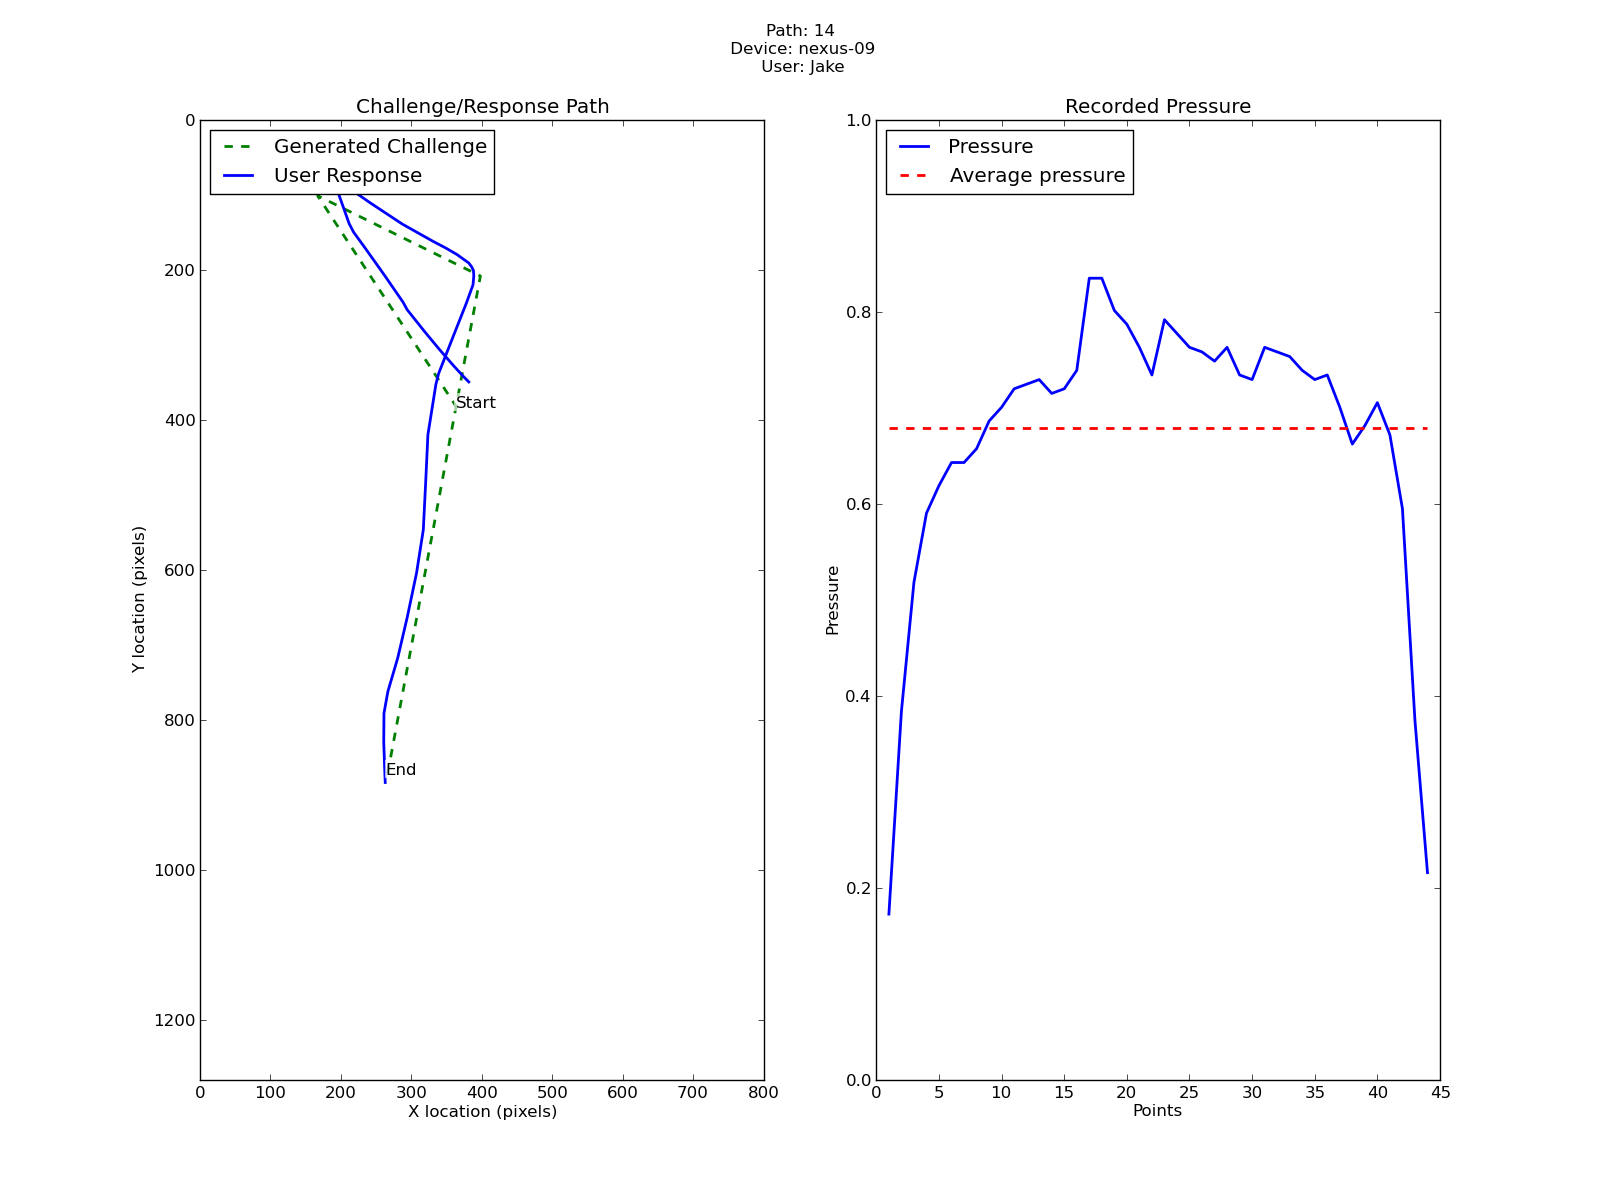 Path: 14
Device: nexus-09
User: Jake
Challenge/Response Path
Generated Challenge
User Response
0
200
400
600
800
1000
1200
Y location (pixels)
Start
End
0 100 200 300 400 500 600 700 800
X location (pixels)
Recorded Pressure
Pressure
Average pressure
1.0
0.8
0.6
0.4
0.2
0.0
Pressure
0 5 10 15 20 25 30 35 40 45
Points